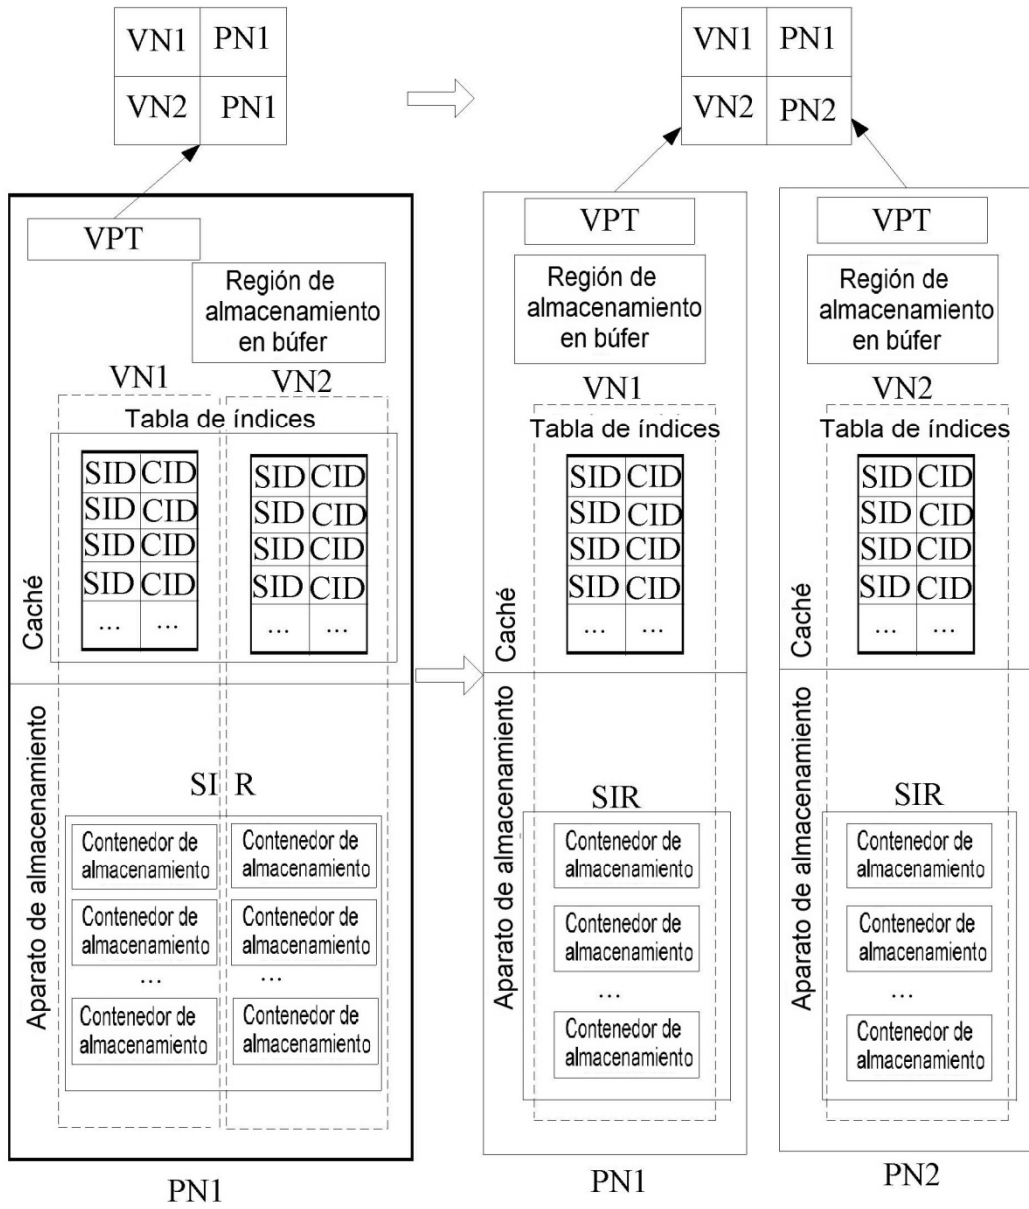 VN1 PN1
VN2 PN1
VN1 PN1
VN2 PN2
VPT
Región de
almacenamiento
en búfer
VN1
VN2
Tabla de índices
SID CID
SID CID
SID CID
SID CID
... ...
SID CID
SID CID
SID CID
SID CID
... ...
Caché
Aparato de almacenamiento
SIR
Contenedor de
almacenamiento
Contenedor de
almacenamiento
...
Contenedor de
almacenamiento
Contenedor de
almacenamiento
Contenedor de
almacenamiento
...
Contenedor de
almacenamiento
PN1
VPT
Región de
almacenamiento
en búfer
VN1
Tabla de índices
SID CID
SID CID
SID CID
SID CID
... ...
Caché
Aparato de almacenamiento
SIR
Contenedor de
almacenamiento
Contenedor de
almacenamiento
...
Contenedor de
almacenamiento
PN1
VPT
Región de
almacenamiento
en búfer
VN2
Tabla de índices
SID CID
SID CID
SID CID
SID CID
... ...
Caché
Aparato de almacenamiento
SIR
Contenedor de
almacenamiento
Contenedor de
almacenamiento
...
Contenedor de
almacenamiento
PN2